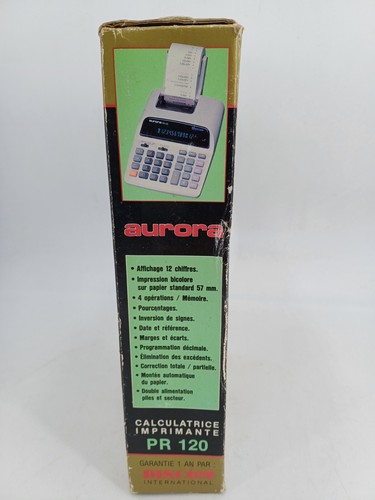 aurora
• Affichage 12 chiffres.
• Impression bicolore
sur papier standard 57 mm.
• 4 opérations / Mémoire.
• Pourcentages.
• Inversion de signes.
• Date et référence.
• Marges et écarts.
• Programmation décimale.
• Élimination des excédents.
• Correction totale / partielle.
• Montée automatique
du papier.
• Double alimentation
piles et secteur.
CALCULATRICE
IMPRIMANTE
PR 120
GARANTIE 1 AN PAR
INTERNATIONAL